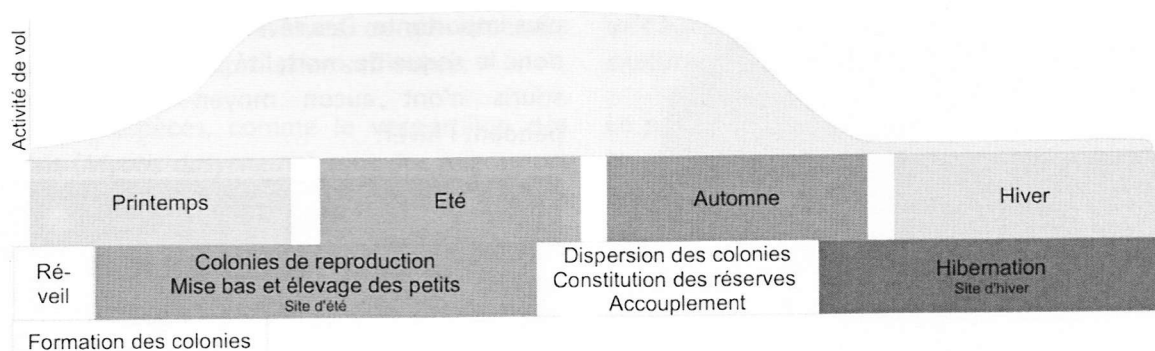 Activité de vol
Printemps
Eté
Automne
Hiver
Ré-
veil
Colonies de reproduction
Mise bas et élevage des petits
Site d'été
Dispersion des colonies
Constitution des réserves
Accouplement
Hibernation
Site d'hiver
Formation des colonies